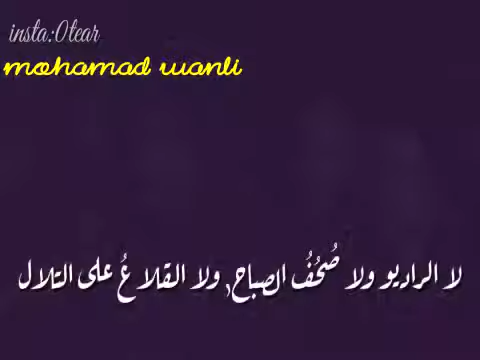 insta:0tear
mohamad wanli
لا الراديو ولا صُحُفُ الصباح, ولا القلاعُ على التلال